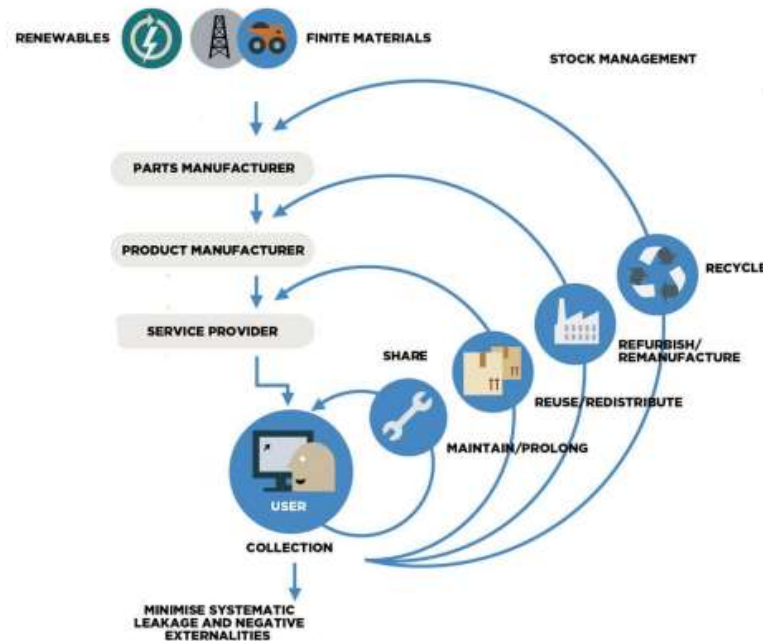 RENEWABLES
FINITE MATERIALS
STOCK MANAGEMENT
PARTS MANUFACTURER
PRODUCT MANUFACTURER
RECYCLE
SERVICE PROVIDER
SHARE
REFURBISH/
REMANUFACTURE
REUSE/REDISTRIBUTE
MAINTAIN/PROLONG
USER
COLLECTION
MINIMISE SYSTEMATIC
LEAKAGE AND NEGATIVE
EXTERNALITIES